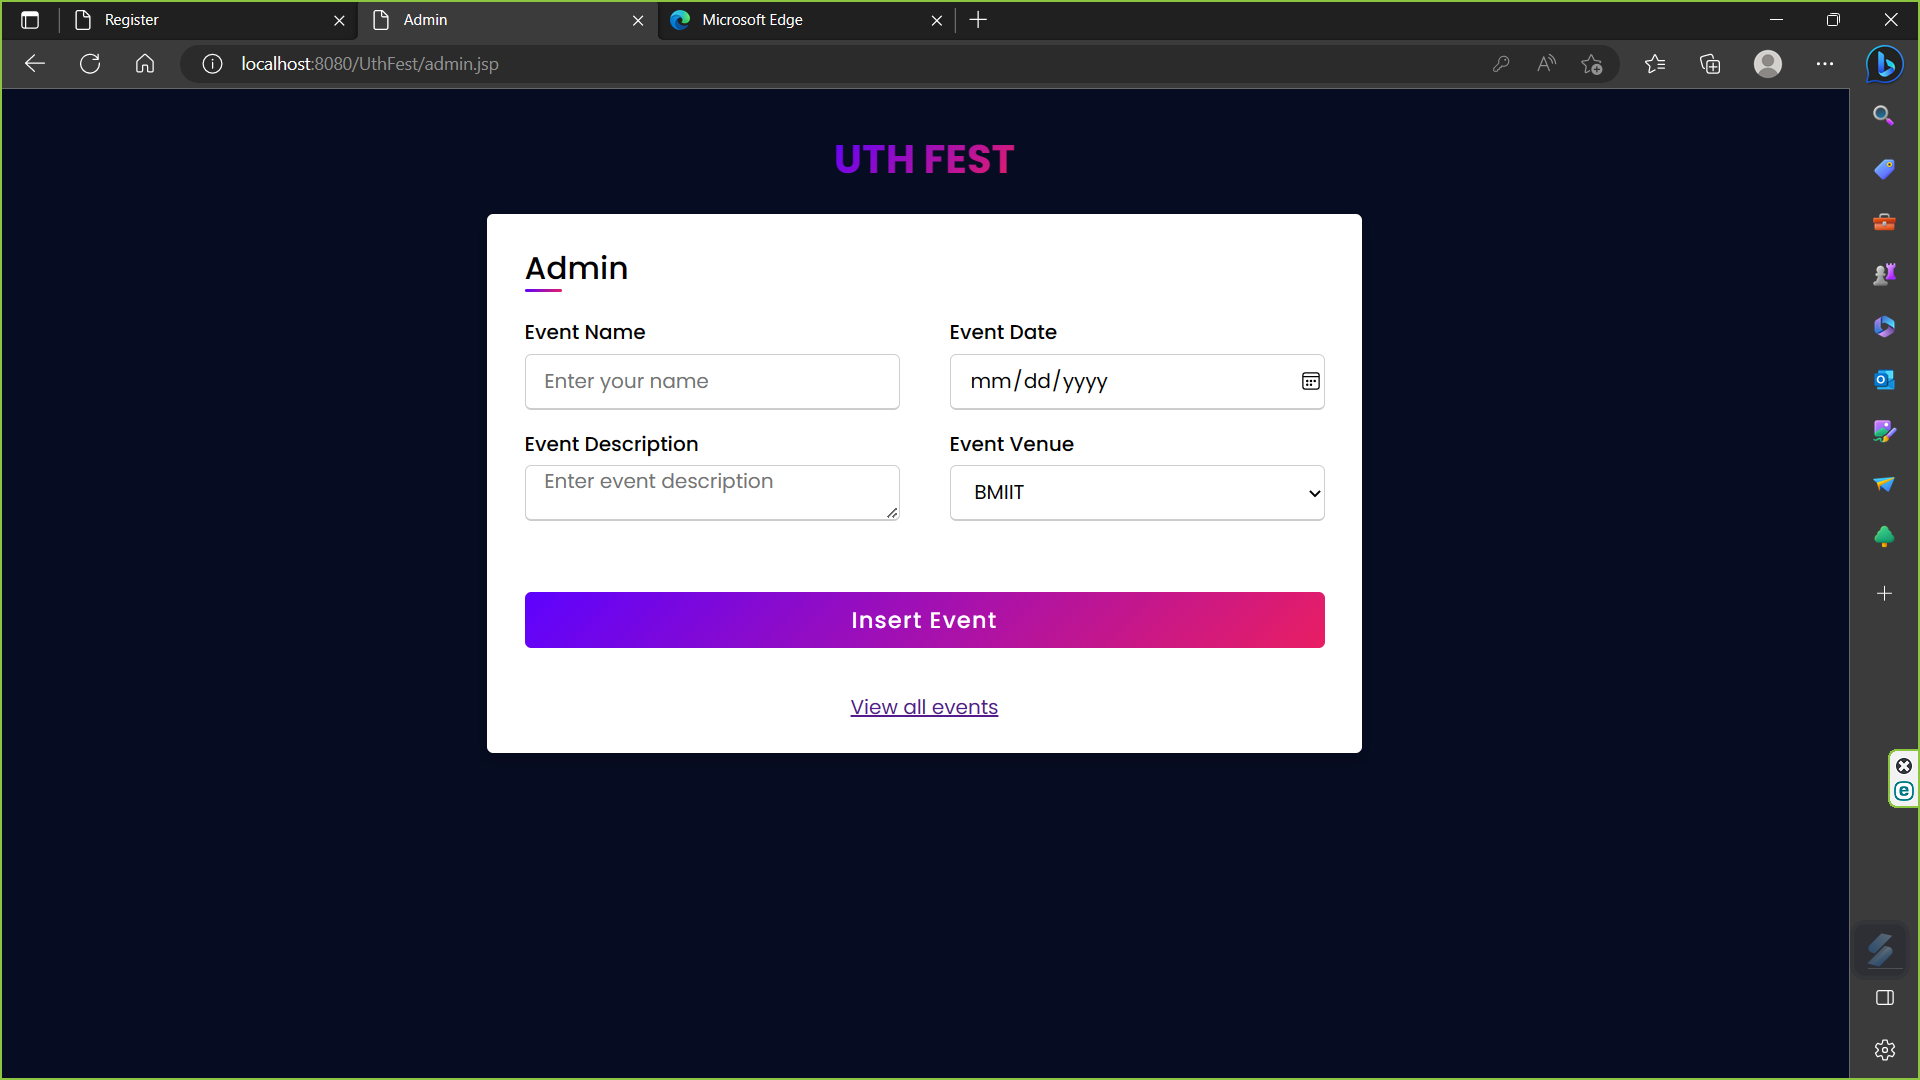 Register
Admin
Microsoft Edge
localhost:8080/UthFest/admin.jsp
UTH FEST
Admin
Event Name
Event Date
Enter your name
mm/dd/yyyy
Event Description
Event Venue
Enter event description
BMIIT
Insert Event
View all events